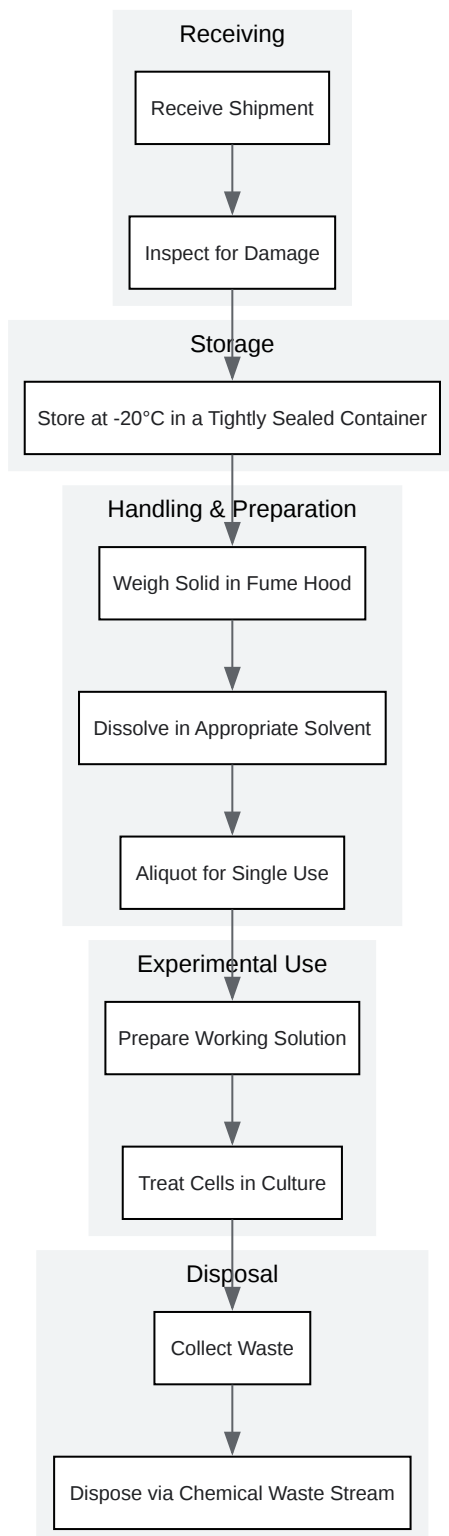 Receiving
Receive Shipment
Inspect for Damage
Storage
Store at -20°C in a Tightly Sealed Container
Handling & Preparation
Weigh Solid in Fume Hood
Dissolve in Appropriate Solvent
Aliquot for Single Use
Experimental Use
Prepare Working Solution
Treat Cells in Culture
Disposal
Collect Waste
Dispose via Chemical Waste Stream